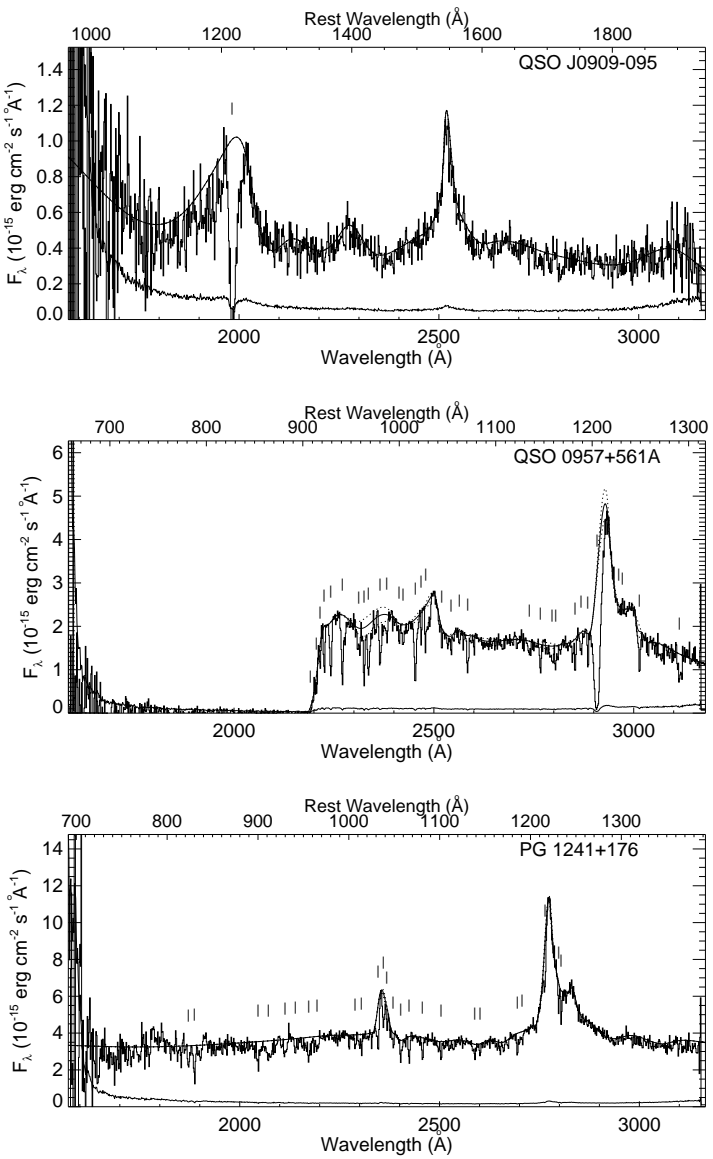 Rest Wavelength (Å)
1000 1200 1400 1600 1800
QSO J0909-095
1.4
1.2
1.0
0.8
0.6
0.4
0.2
0.0
F_λ (10⁻¹⁵ erg cm⁻² s⁻¹ Å⁻¹)
2000 2500 3000
Wavelength (Å)
Rest Wavelength (Å)
700 800 900 1000 1100 1200 1300
QSO 0957+561A
6
5
4
3
2
1
0
F_λ (10⁻¹⁵ erg cm⁻² s⁻¹ Å⁻¹)
2000 2500 3000
Wavelength (Å)
Rest Wavelength (Å)
700 800 900 1000 1100 1200 1300
PG 1241+176
14
12
10
8
6
4
2
0
F_λ (10⁻¹⁵ erg cm⁻² s⁻¹ Å⁻¹)
2000 2500 3000
Wavelength (Å)